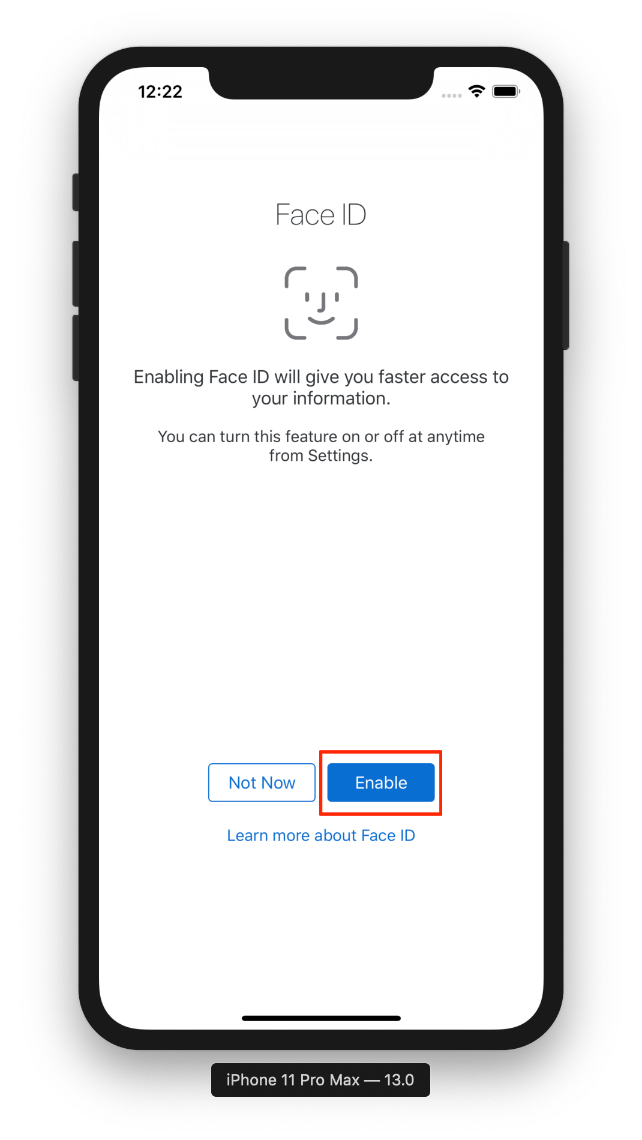 12:22
Face ID
Enabling Face ID will give you faster access to
your information.
You can turn this feature on or off at anytime
from Settings.
Not Now
Enable
Learn more about Face ID
iPhone 11 Pro Max — 13.0